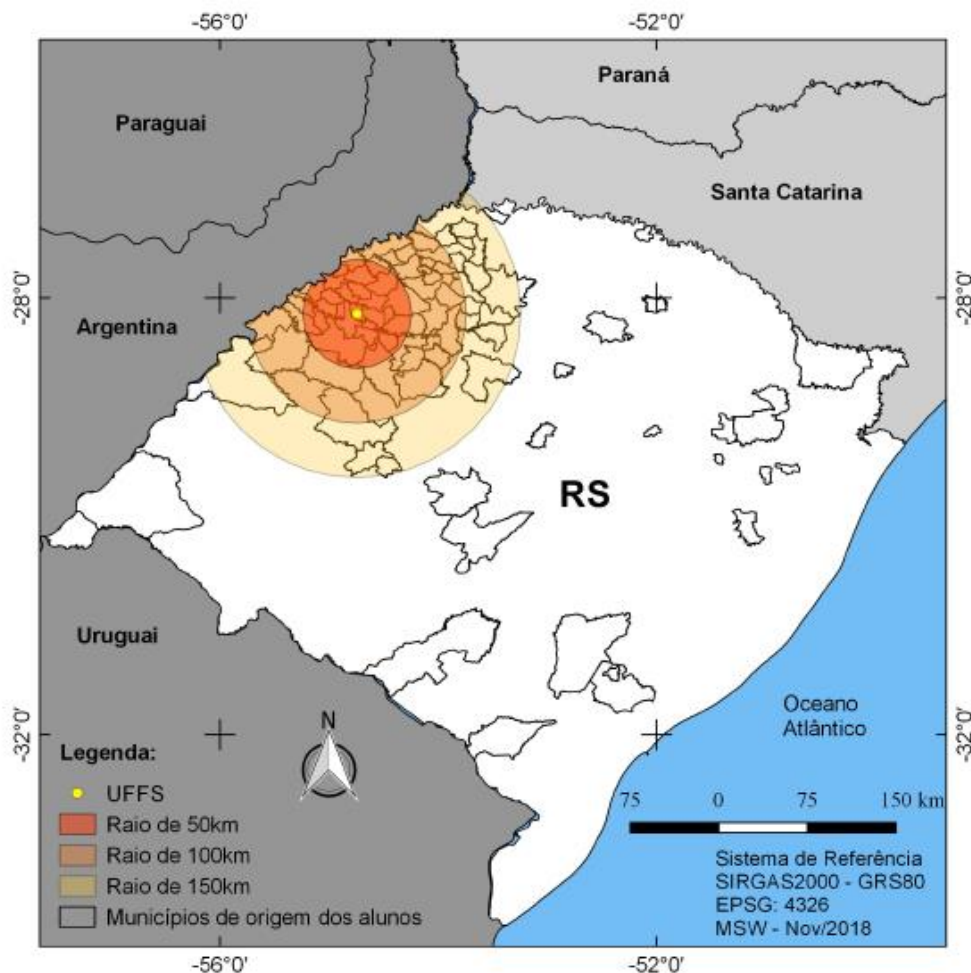 -56°0'
-52°0'
Paraná
Paraguai
Santa Catarina
-28°0'
-28°0'
Argentina
RS
Uruguai
Oceano
Atlântico
-32°0'
-32°0'
N
Legenda:
UFFS
Raio de 50km
Raio de 100km
Raio de 150km
Municípios de origem dos alunos
75 0 75 150 km
Sistema de Referência
SIRGAS2000 - GRS80
EPSG: 4326
MSW - Nov/2018
-56°0'
-52°0'